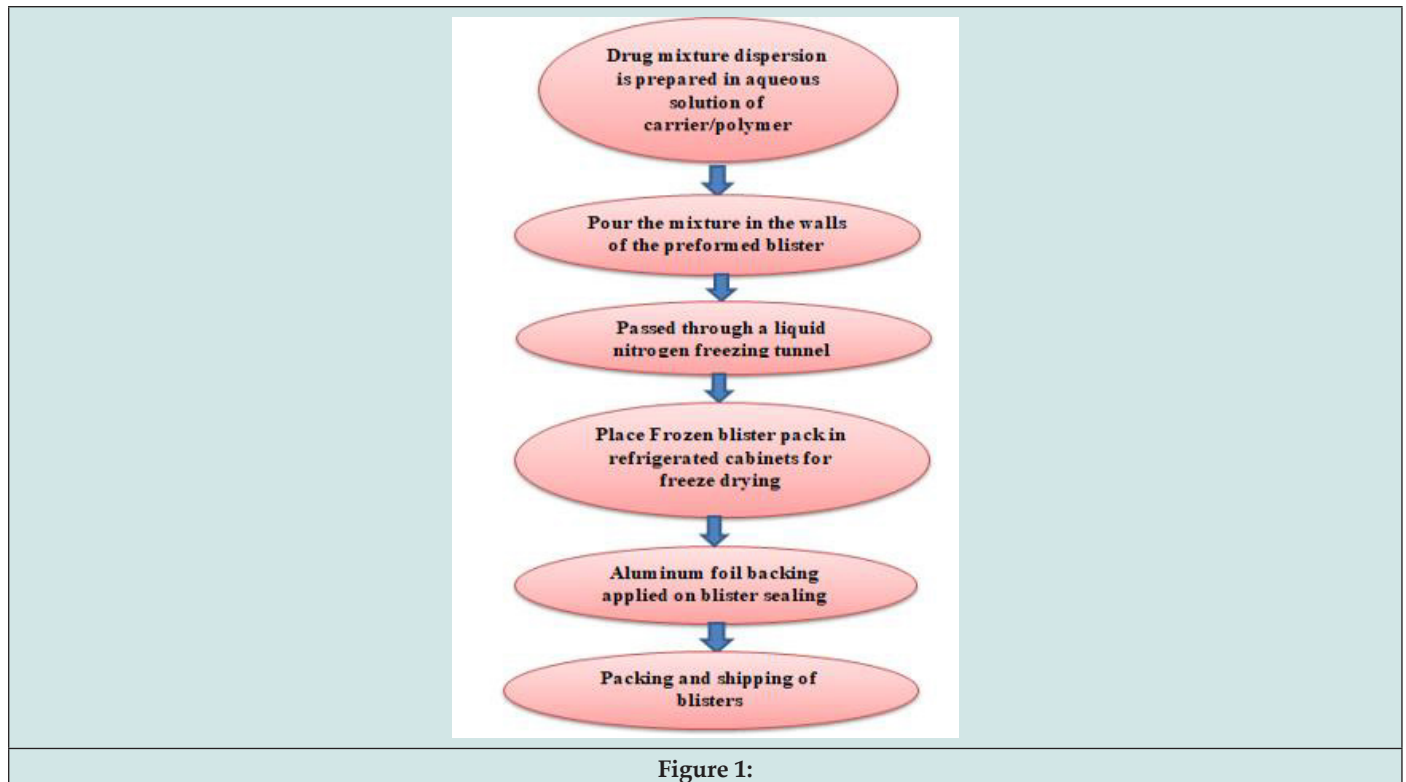 Drug mixture dispersion
is prepared in aqueous
solution of
carrier/polymer
Pour the mixture in the walls
of the preformed blister
Passed through a liquid
nitrogen freezing tunnel
Place Frozen blister pack in
refrigerated cabinets for
freeze drying
Aluminum foil backing
applied on blister sealing
Packing and shipping of
blisters
Figure 1: